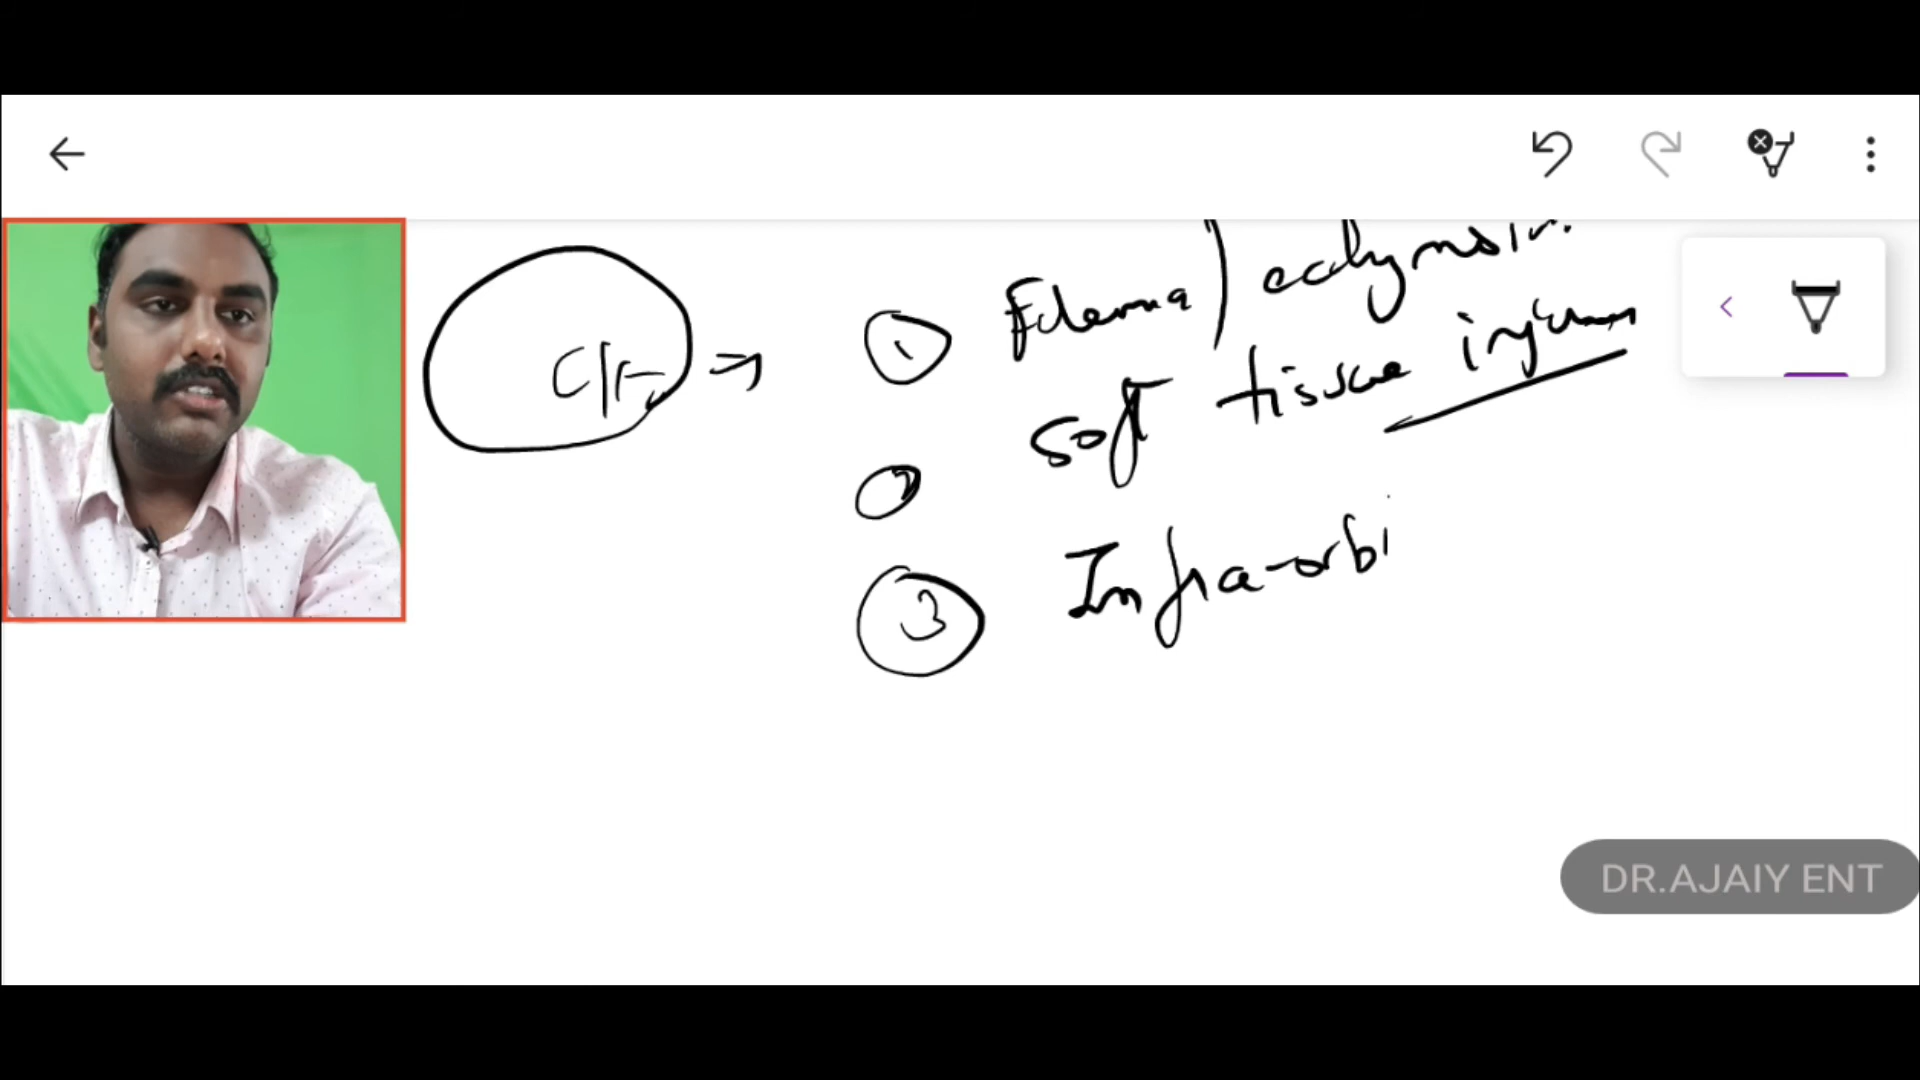 C/F → ① Edema / ecchymosis.
② soft tissue injury
③ Infra-orbi
DR.AJAIY ENT